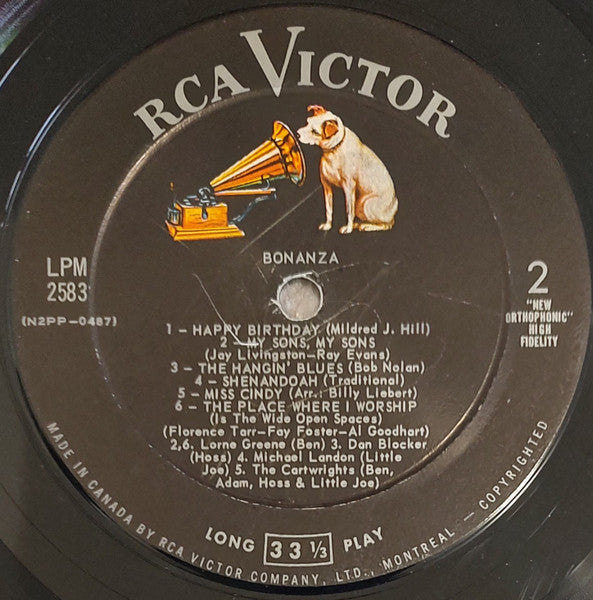 RCA VICTOR
BONANZA
LPM
2583
(N2PP-0487)
2
"NEW
ORTHOPHONIC"
HIGH
FIDELITY
1 – HAPPY BIRTHDAY (Mildred J. Hill)
2 – MY SONS, MY SONS
(Jay Livingston–Ray Evans)
3 – THE HANGIN' BLUES (Bob Nolan)
4 – SHENANDOAH (Traditional)
5 – MISS CINDY (Arr.: Billy Liebert)
6 – THE PLACE WHERE I WORSHIP
(Is The Wide Open Spaces)
(Florence Tarr–Fay Foster–Al Goodhart)
2,6. Lorne Greene (Ben) 3. Dan Blocker
(Hoss) 4. Michael Landon (Little
Joe) 5. The Cartwrights (Ben,
Adam, Hoss & Little Joe)
LONG 33 1/3 PLAY
MADE IN CANADA BY RCA VICTOR COMPANY, LTD., MONTREAL – COPYRIGHTED